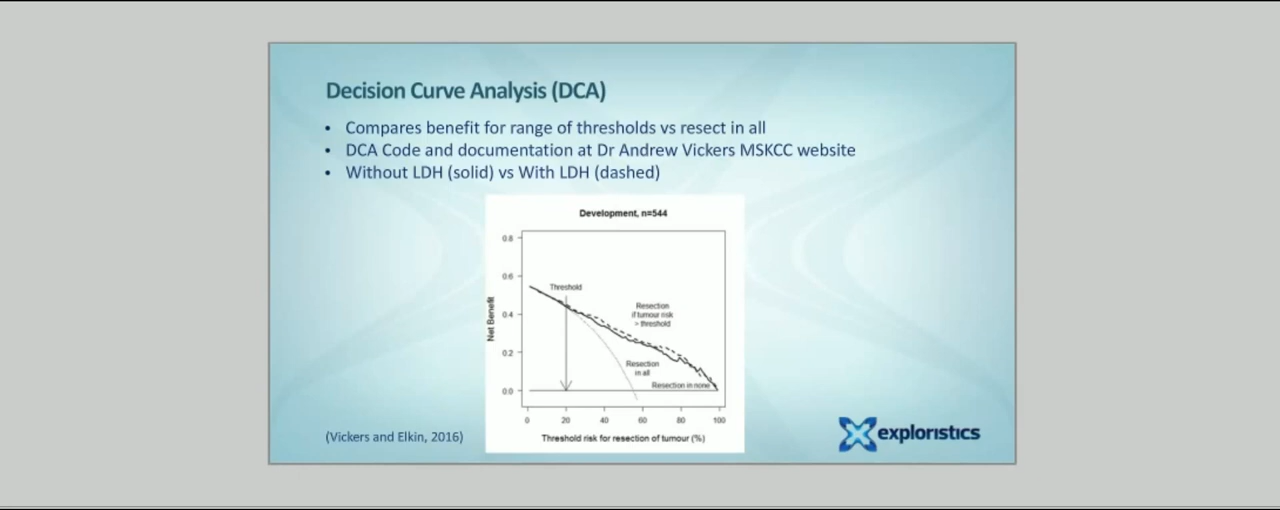 Decision Curve Analysis (DCA)
• Compares benefit for range of thresholds vs resect in all
• DCA Code and documentation at Dr Andrew Vickers MSKCC website
• Without LDH (solid) vs With LDH (dashed)
Development, n=544
0.8
0.6
0.4
0.2
0.0
Net Benefit
Threshold
Resection
if tumour risk
> threshold
Resection
in all
Resection in none
0 20 40 60 80 100
Threshold risk for resection of tumour (%)
(Vickers and Elkin, 2016)
exploristics